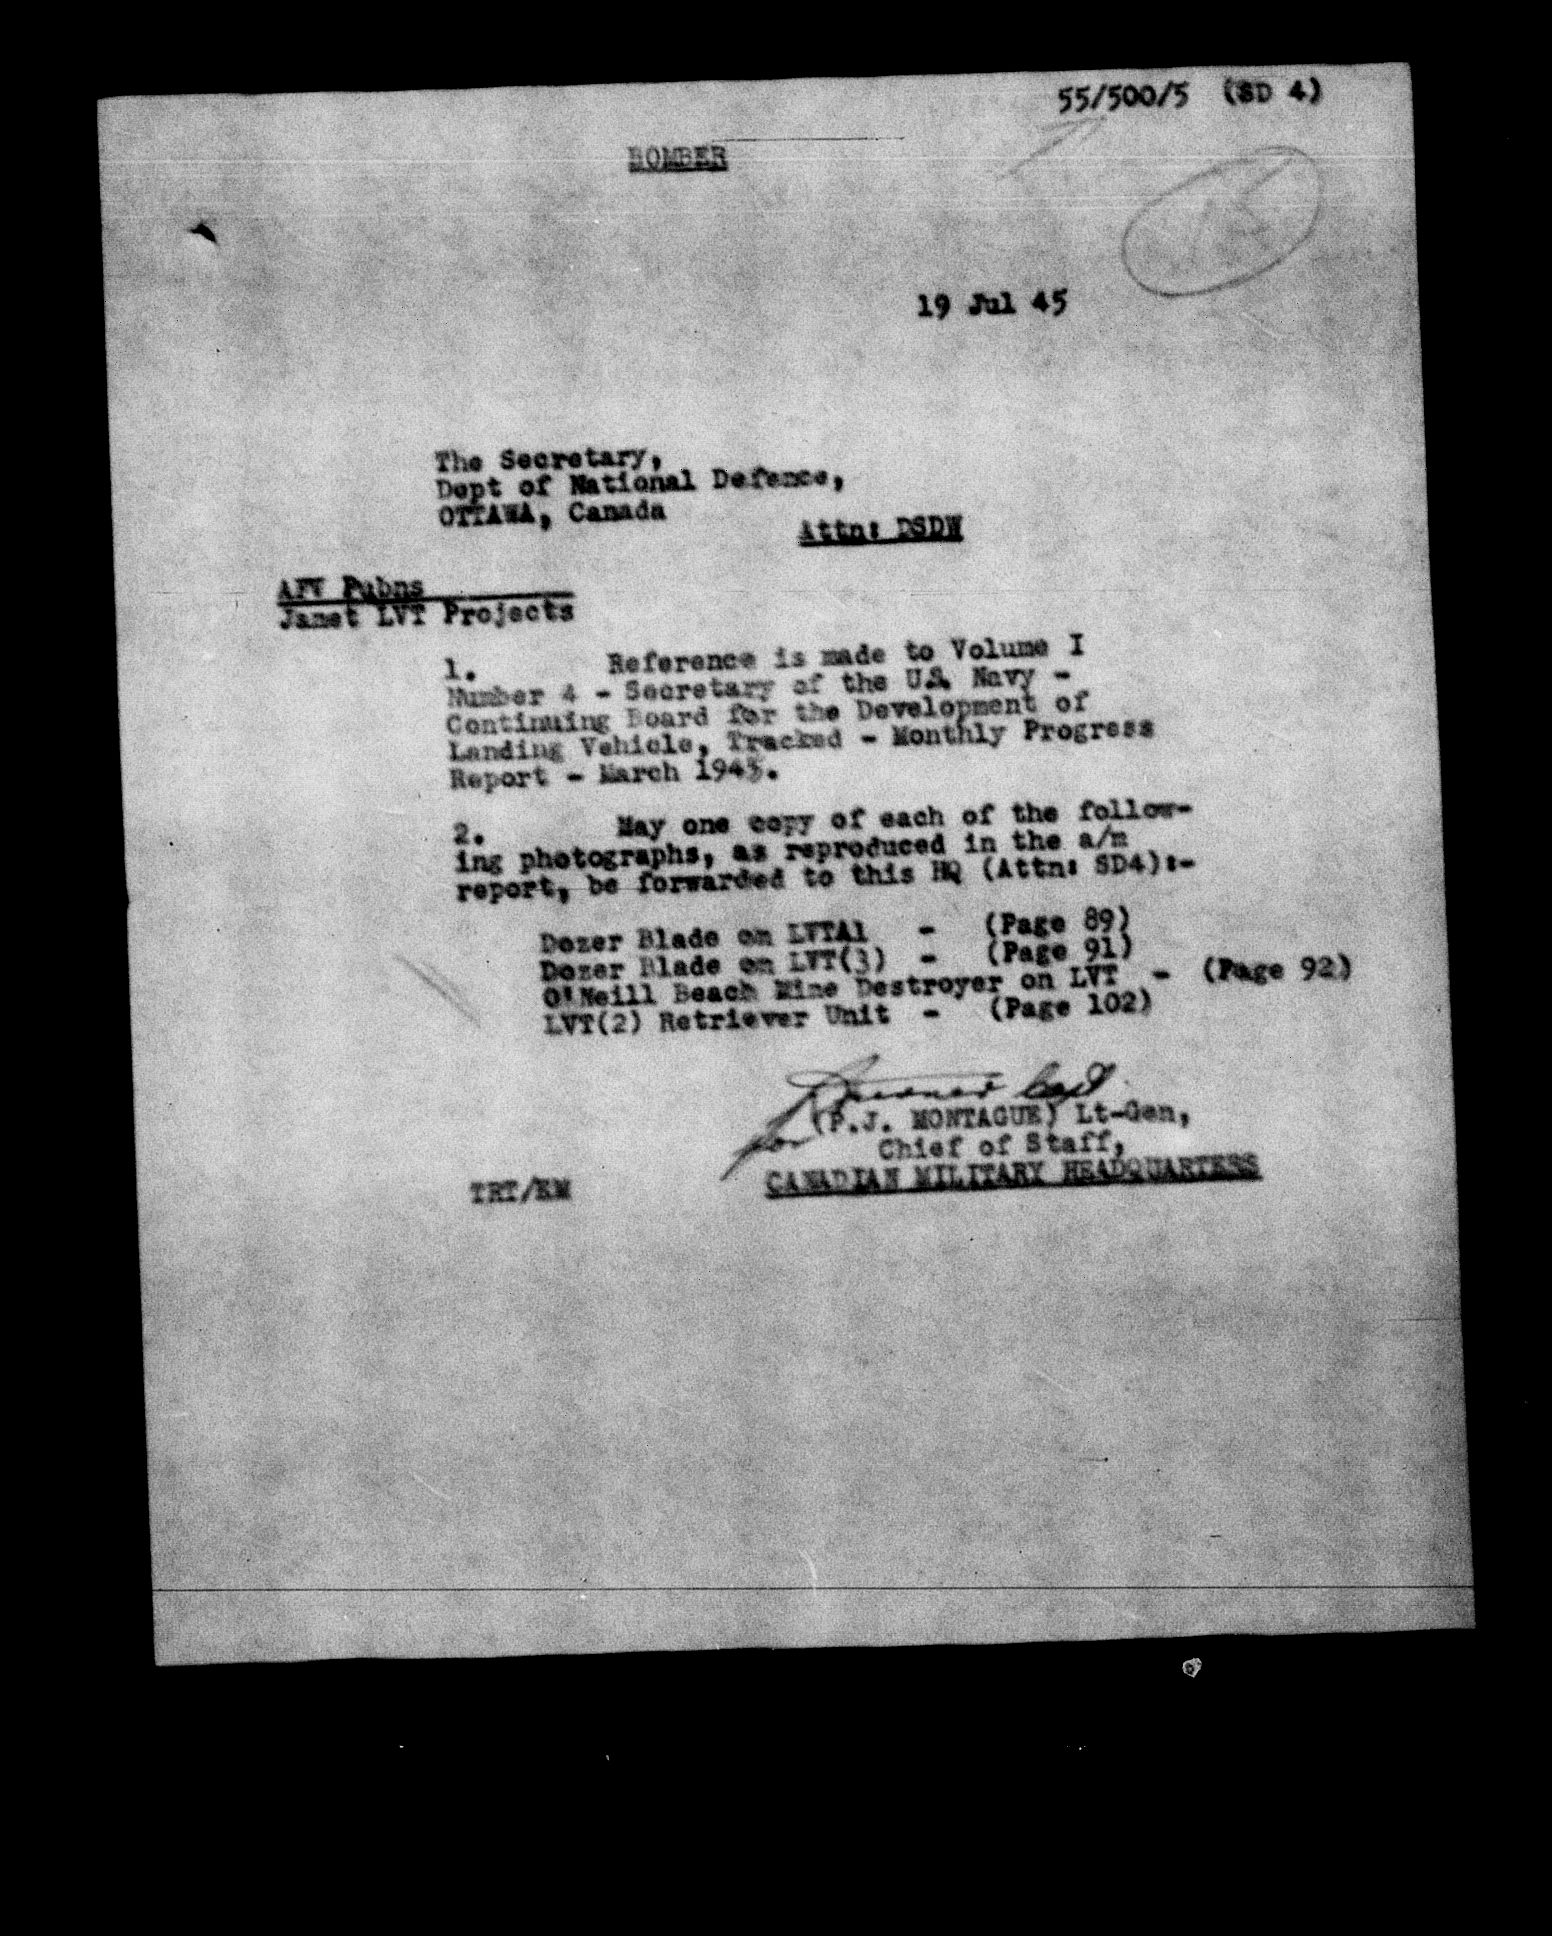 55/500/5 (SD 4)
BOMBER
19 Jul 45
The Secretary,
Dept of National Defence,
OTTAWA, Canada
Attn: DSDW
AFV Pubns
Janet LVT Projects
1. Reference is made to Volume I
Number 4 - Secretary of the U.S. Navy -
Continuing Board for the Development of
Landing Vehicle, Tracked - Monthly Progress
Report - March 1945.
2. May one copy of each of the follow-
ing photographs, as reproduced in the a/m
report, be forwarded to this HQ (Attn: SD4):-
Dozer Blade on LVTA1 - (Page 89)
Dozer Blade on LVT(3) - (Page 91)
O'Neill Beach Mine Destroyer on LVT - (Page 92)
LVT(2) Retriever Unit - (Page 102)
Capt
for (P.J. MONTAGUE) Lt-Gen,
Chief of Staff,
CANADIAN MILITARY HEADQUARTERS
TRT/KM